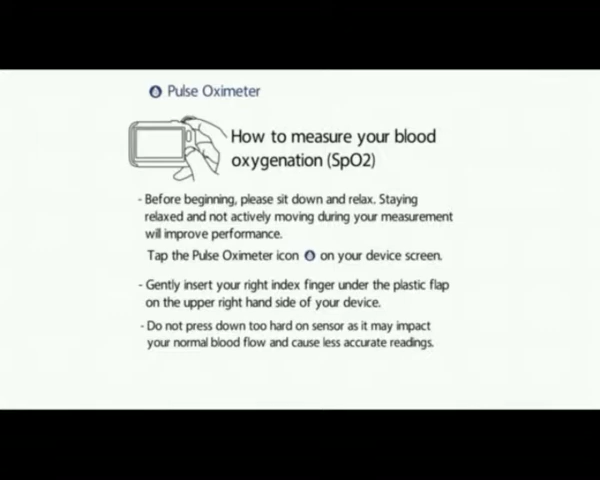 Pulse Oximeter
How to measure your blood
oxygenation (SpO2)
- Before beginning, please sit down and relax. Staying
relaxed and not actively moving during your measurement
will improve performance.
Tap the Pulse Oximeter icon on your device screen.
- Gently insert your right index finger under the plastic flap
on the upper right hand side of your device.
- Do not press down too hard on sensor as it may impact
your normal blood flow and cause less accurate readings.